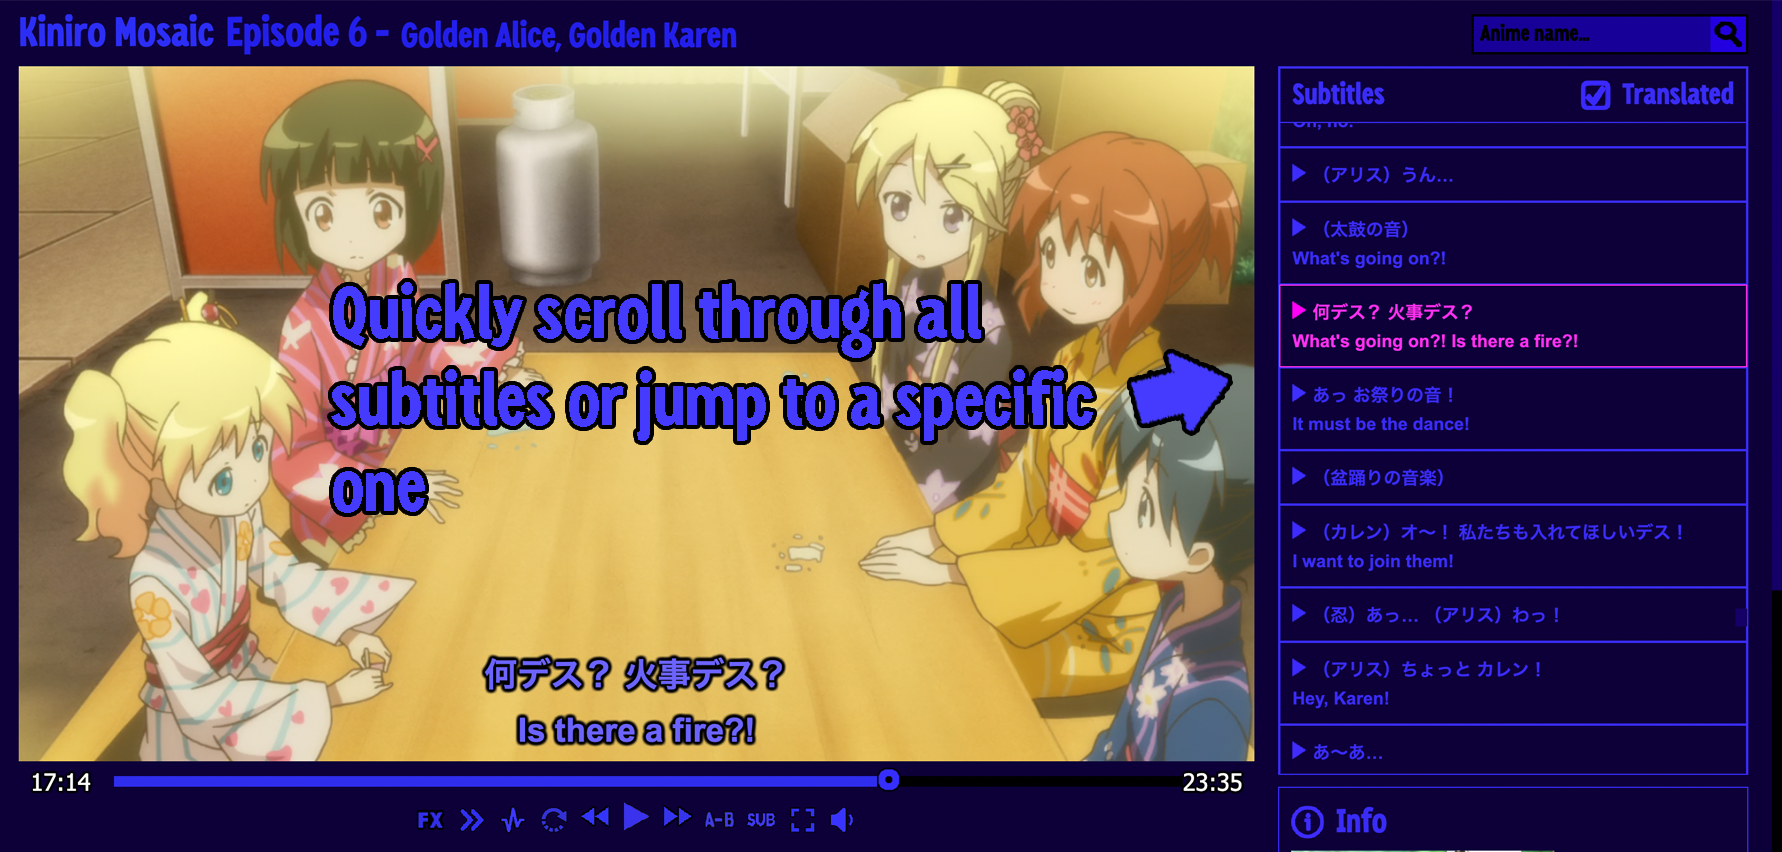 Kiniro Mosaic Episode 6 - Golden Alice, Golden Karen
Anime name...
Quickly scroll through all
subtitles or jump to a specific
one
何デス？ 火事デス？
Is there a fire?!
17:14
23:35
FX
A-B
SUB
Subtitles
Translated
Oh, no!
（アリス）うん…
（太鼓の音）
What's going on?!
何デス？ 火事デス？
What's going on?! Is there a fire?!
あっ お祭りの音！
It must be the dance!
（盆踊りの音楽）
（カレン）オ〜！ 私たちも入れてほしいデス！
I want to join them!
（忍）あっ… （アリス）わっ！
（アリス）ちょっと カレン！
Hey, Karen!
あ〜あ…
Info